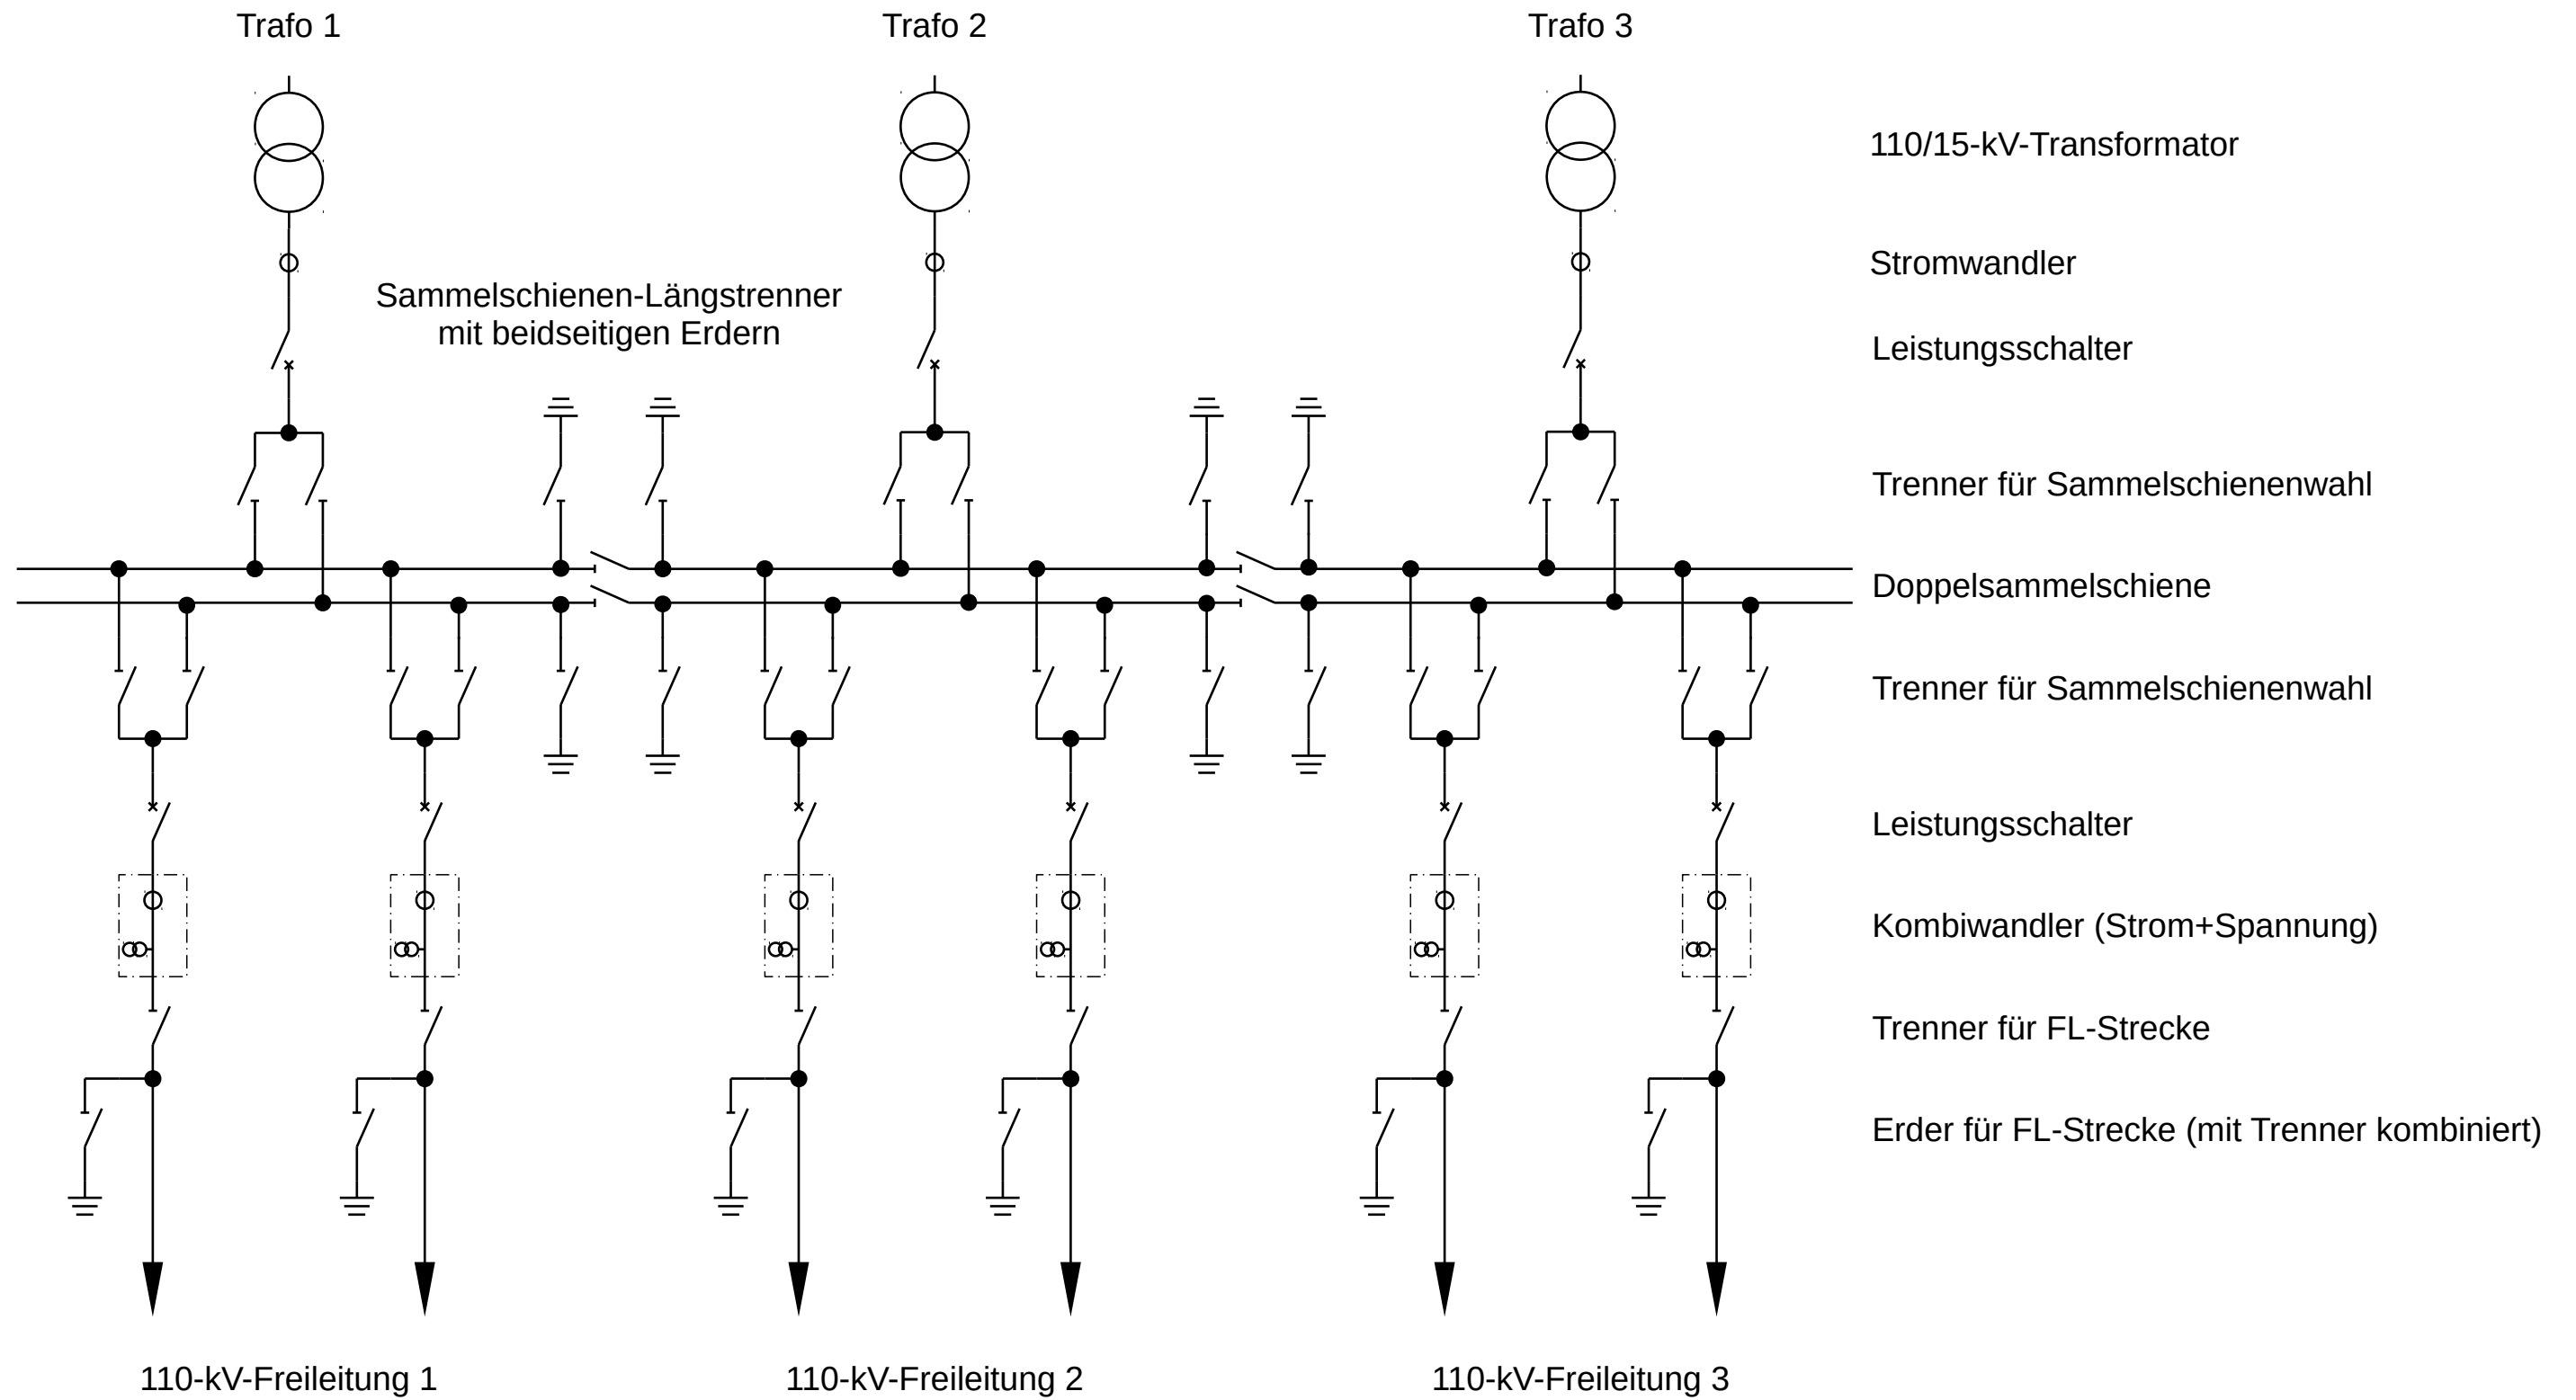 Trafo 1
Trafo 2
Trafo 3
110/15-kV-Transformator
Stromwandler
Sammelschienen-Längstrenner
mit beidseitigen Erdern
Leistungsschalter
Trenner für Sammelschienenwahl
Doppelsammelschiene
Trenner für Sammelschienenwahl
Leistungsschalter
Kombiwandler (Strom+Spannung)
Trenner für FL-Strecke
Erder für FL-Strecke (mit Trenner kombiniert)
110-kV-Freileitung 1
110-kV-Freileitung 2
110-kV-Freileitung 3